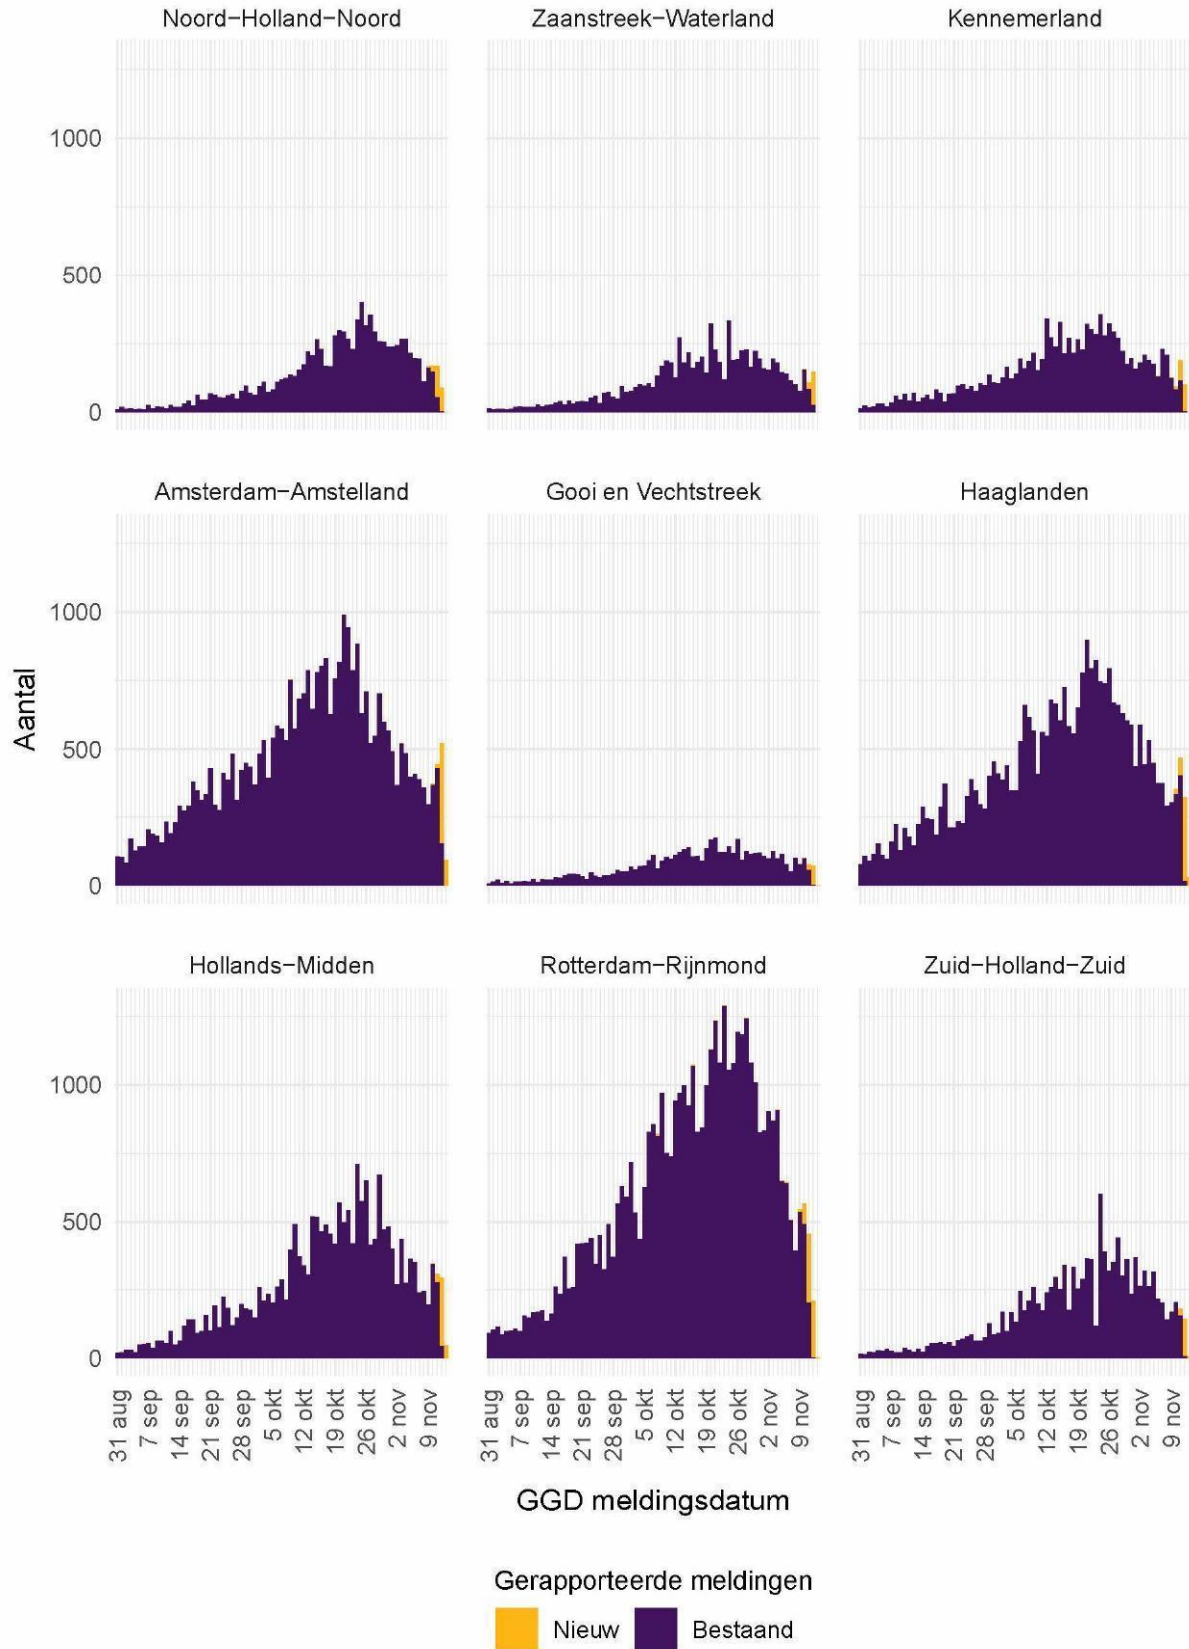 Noord−Holland−Noord Zaanstreek−Waterland Kennemerland
1000
500
0
Amsterdam−Amstelland Gooi en Vechtstreek Haaglanden
1000
500
0
Aantal
Hollands−Midden Rotterdam−Rijnmond Zuid−Holland−Zuid
1000
500
0
31 aug 7 sep 14 sep 21 sep 28 sep 5 okt 12 okt 19 okt 26 okt 2 nov 9 nov 31 aug 7 sep 14 sep 21 sep 28 sep 5 okt 12 okt 19 okt 26 okt 2 nov 9 nov 31 aug 7 sep 14 sep 21 sep 28 sep 5 okt 12 okt 19 okt 26 okt 2 nov 9 nov
GGD meldingsdatum
Gerapporteerde meldingen
Nieuw Bestaand